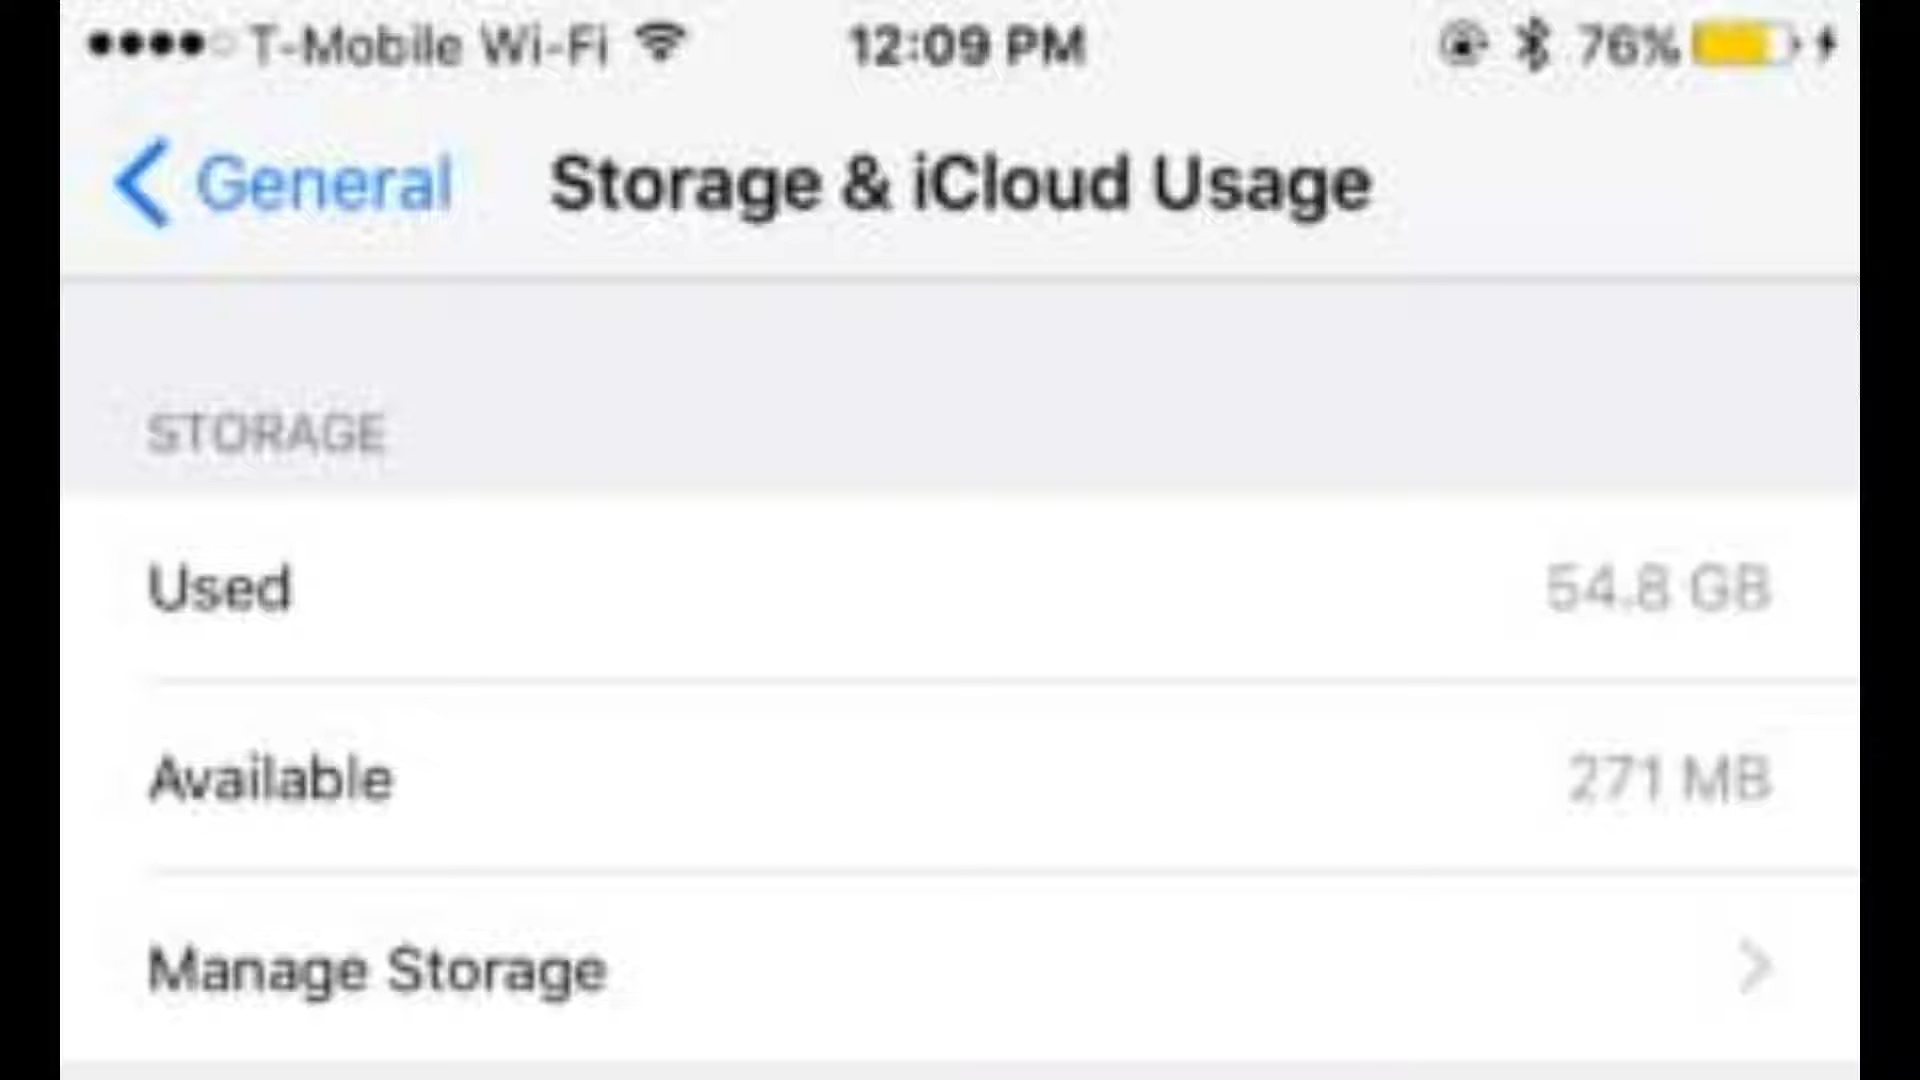 T-Mobile Wi-Fi 12:09 PM 76%
General Storage & iCloud Usage
STORAGE
Used 54.8 GB
Available 271 MB
Manage Storage